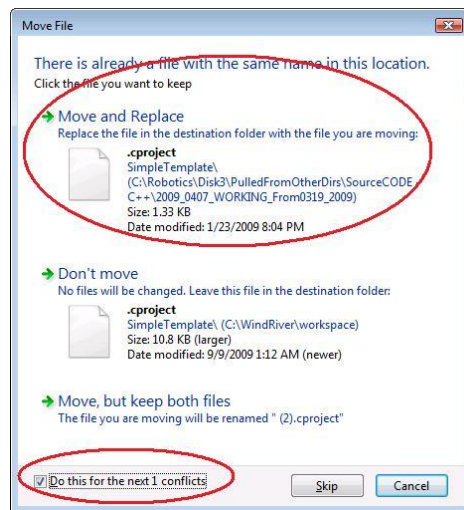 Move File
There is already a file with the same name in this location.
Click the file you want to keep
Move and Replace
Replace the file in the destination folder with the file you are moving:
.cproject
SimpleTemplate\
(C:\Robotics\Disk3\PulledFromOtherDirs\SourceCODE -
C++\2009_0407_WORKING_From0319_2009)
Size: 1.33 KB
Date modified: 1/23/2009 8:04 PM
Don't move
No files will be changed. Leave this file in the destination folder:
.cproject
SimpleTemplate\ (C:\WindRiver\workspace)
Size: 10.8 KB (larger)
Date modified: 9/9/2009 1:12 AM (newer)
Move, but keep both files
The file you are moving will be renamed " (2).cproject"
Do this for the next 1 conflicts
Skip
Cancel